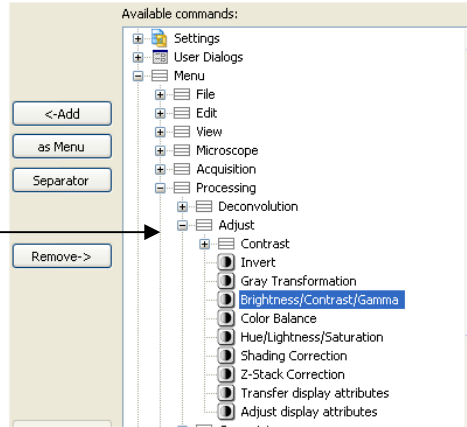 Available commands:
Settings
User Dialogs
Menu
File
Edit
View
Microscope
Acquisition
Processing
Deconvolution
Adjust
Contrast
Invert
Gray Transformation
Brightness/Contrast/Gamma
Color Balance
Hue/Lightness/Saturation
Shading Correction
Z-Stack Correction
Transfer display attributes
Adjust display attributes
<-Add
as Menu
Separator
Remove->